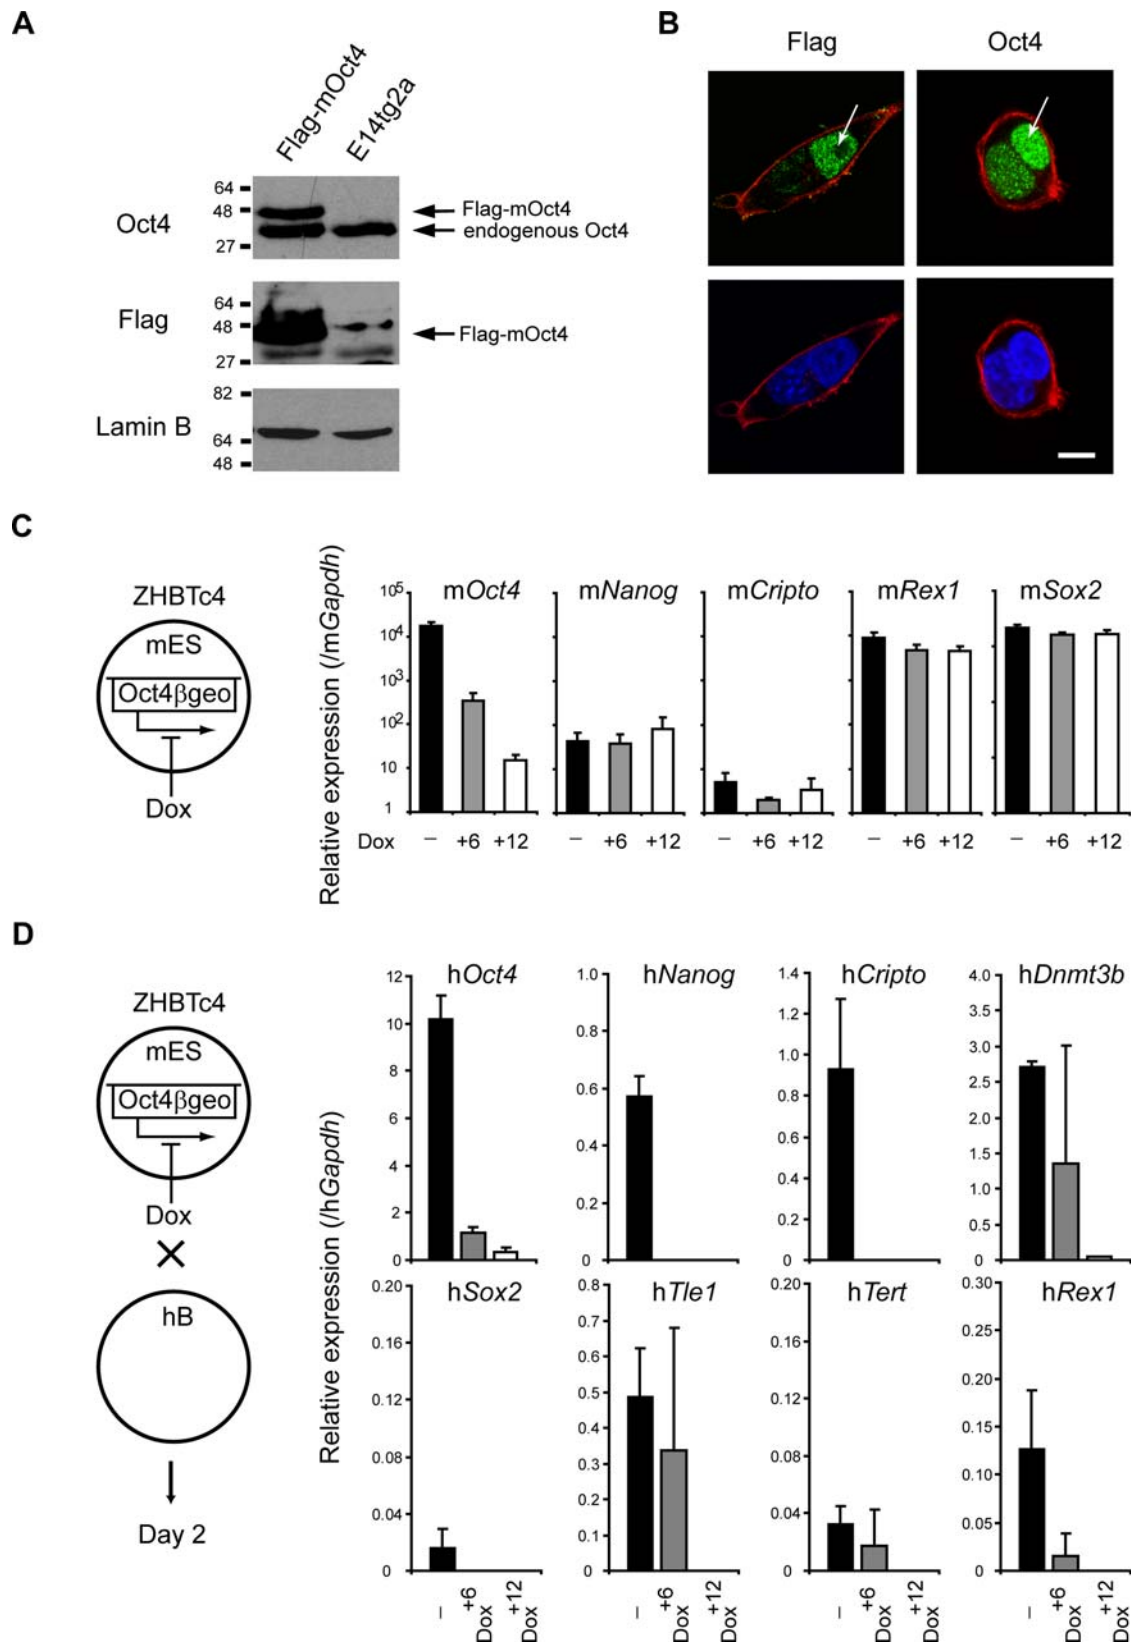 A
Flag-mOct4
E14tg2a
Oct4
64
48
27
Flag-mOct4
endogenous Oct4
Flag
64
48
27
Flag-mOct4
Lamin B
82
64
48
B
Flag
Oct4
C
ZHBTc4
mES
Oct4βgeo
Dox
Relative expression (/mGapdh)
10⁵
10⁴
10³
10²
10
1
mOct4
mNanog
mCripto
mRex1
mSox2
Dox
– +6 +12
– +6 +12
– +6 +12
– +6 +12
– +6 +12
D
ZHBTc4
mES
Oct4βgeo
Dox
×
hB
Day 2
Relative expression (/hGapdh)
hOct4
12
10
8
6
4
2
0
hNanog
1.0
0.8
0.6
0.4
0.2
0
hCripto
1.4
1.2
1.0
0.8
0.6
0.4
0.2
0
hDnmt3b
4.0
3.0
2.5
2.0
1.5
1.0
0.5
0
hSox2
0.20
0.16
0.12
0.08
0.04
0
hTle1
0.8
0.7
0.6
0.5
0.4
0.3
0.2
0.1
0
hTert
0.20
0.16
0.12
0.08
0.04
0
hRex1
0.30
0.25
0.20
0.15
0.10
0.05
0
–
+6 Dox
+12 Dox
–
+6 Dox
+12 Dox
–
+6 Dox
+12 Dox
–
+6 Dox
+12 Dox